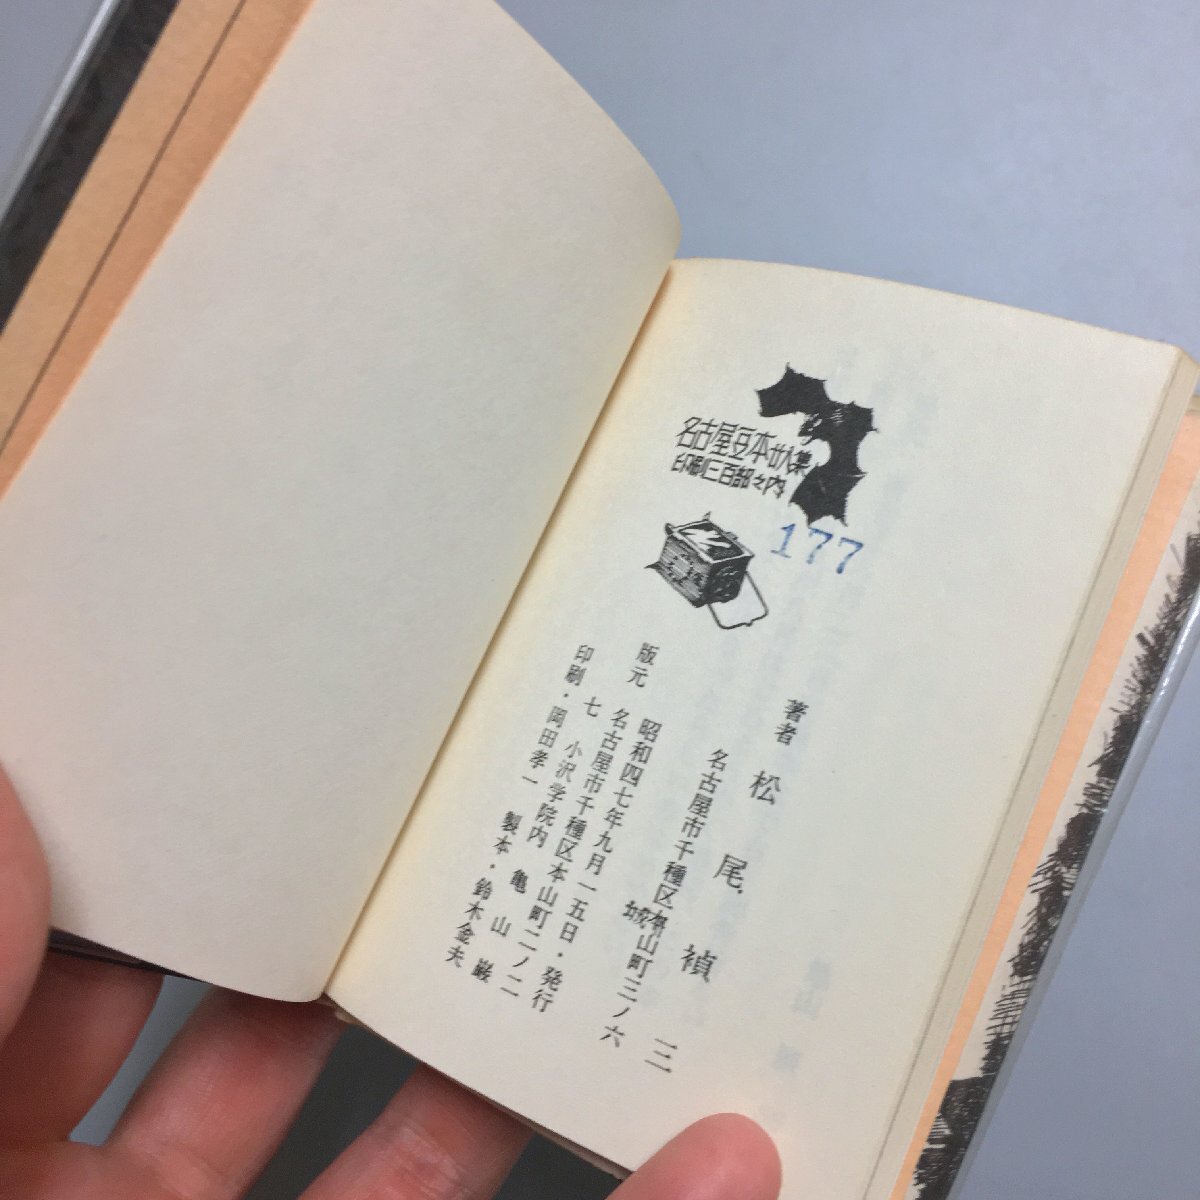 名古屋豆本廿 集
印刷三百部之内
177
著者 松尾禎三
名古屋市千種区城山町三ノ六
昭和四七年九月一五日・発行
版元 名古屋市千種区本山町二ノ二
七 小沢学院内 亀山 巌
印刷・岡田孝一 製本・鈴木金夫